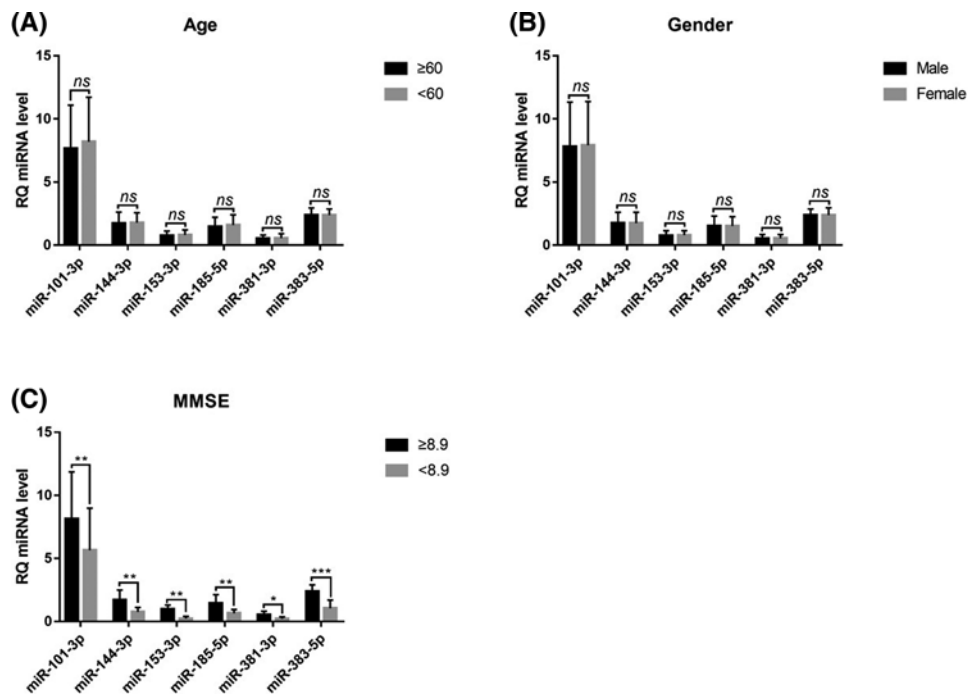 (A)
Age
RQ miRNA level
15
10
5
0
ns
ns
ns
ns
ns
ns
miR-101-3p
miR-144-3p
miR-153-3p
miR-185-5p
miR-381-3p
miR-383-5p
≥60
<60
(B)
Gender
RQ miRNA level
15
10
5
0
ns
ns
ns
ns
ns
ns
miR-101-3p
miR-144-3p
miR-153-3p
miR-185-5p
miR-381-3p
miR-383-5p
Male
Female
(C)
MMSE
RQ miRNA level
15
10
5
0
**
**
**
**
*
***
miR-101-3p
miR-144-3p
miR-153-3p
miR-185-5p
miR-381-3p
miR-383-5p
≥8.9
<8.9